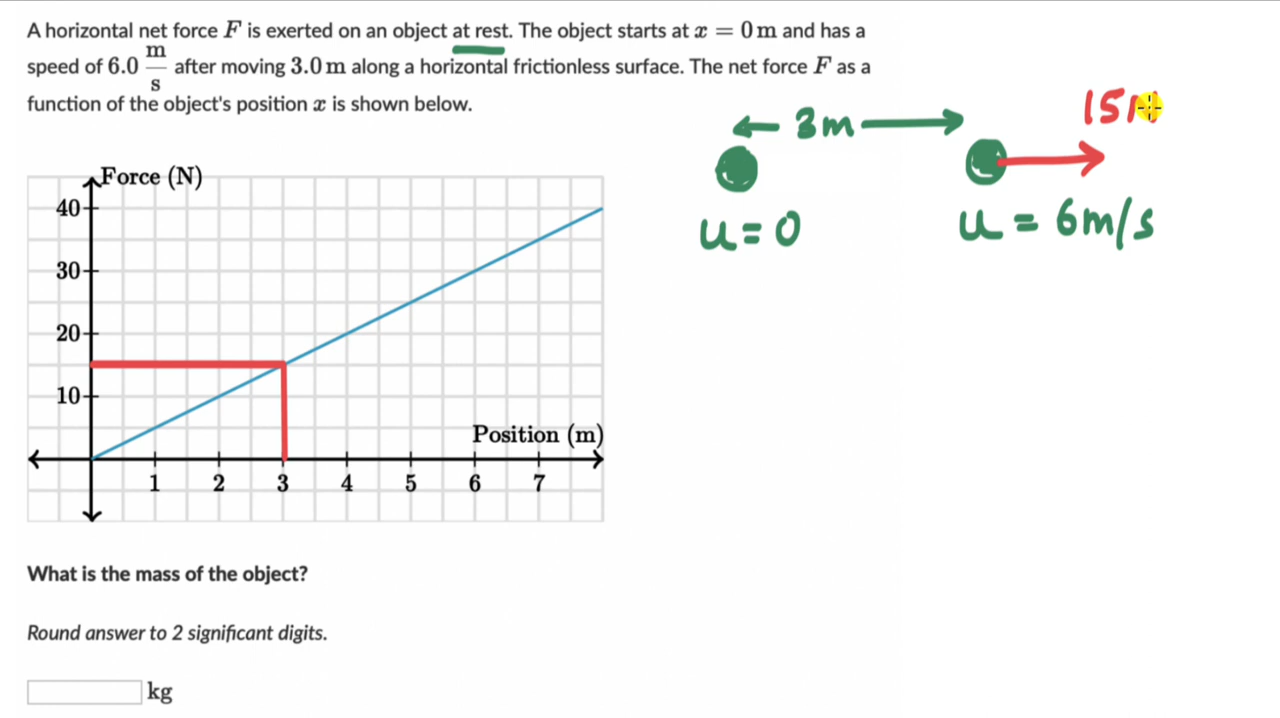 A horizontal net force F is exerted on an object at rest. The object starts at x = 0 m and has a
speed of 6.0 m/s after moving 3.0 m along a horizontal frictionless surface. The net force F as a
function of the object's position x is shown below.
3m
15N
u = 0
u = 6m/s
Force (N)
40
30
20
10
Position (m)
1 2 3 4 5 6 7
What is the mass of the object?
Round answer to 2 significant digits.
kg